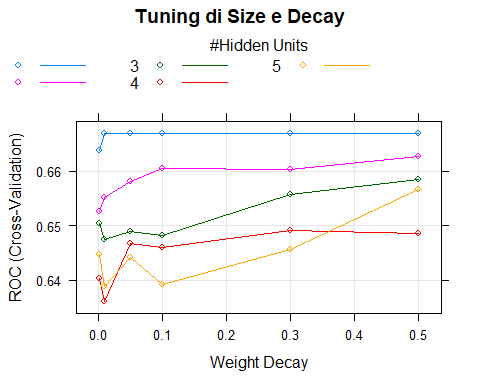 Tuning di Size e Decay
#Hidden Units
3 5
4
ROC (Cross-Validation)
0.66
0.65
0.64
0.0 0.1 0.2 0.3 0.4 0.5
Weight Decay